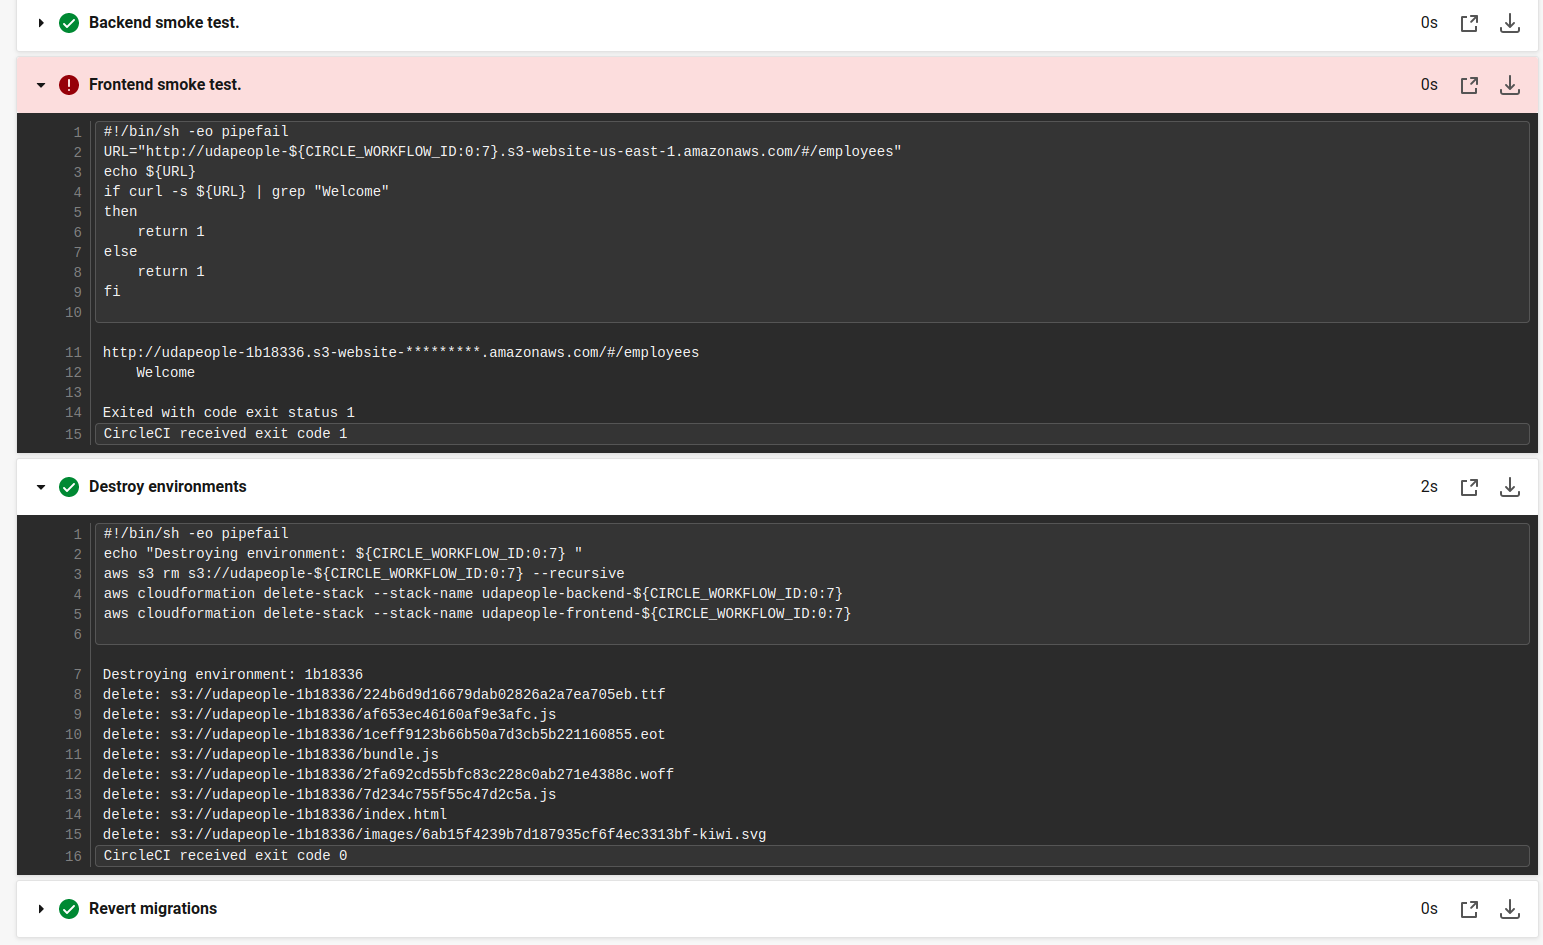 Backend smoke test.
0s
Frontend smoke test.
0s
1 #!/bin/sh -eo pipefail
2 URL="http://udapeople-${CIRCLE_WORKFLOW_ID:0:7}.s3-website-us-east-1.amazonaws.com/#/employees"
3 echo ${URL}
4 if curl -s ${URL} | grep "Welcome"
5 then
6     return 1
7 else
8     return 1
9 fi
10
11 http://udapeople-1b18336.s3-website-*********.amazonaws.com/#/employees
12     Welcome
13
14 Exited with code exit status 1
15 CircleCI received exit code 1
Destroy environments
2s
1 #!/bin/sh -eo pipefail
2 echo "Destroying environment: ${CIRCLE_WORKFLOW_ID:0:7} "
3 aws s3 rm s3://udapeople-${CIRCLE_WORKFLOW_ID:0:7} --recursive
4 aws cloudformation delete-stack --stack-name udapeople-backend-${CIRCLE_WORKFLOW_ID:0:7}
5 aws cloudformation delete-stack --stack-name udapeople-frontend-${CIRCLE_WORKFLOW_ID:0:7}
6
7 Destroying environment: 1b18336
8 delete: s3://udapeople-1b18336/224b6d9d16679dab02826a2a7ea705eb.ttf
9 delete: s3://udapeople-1b18336/af653ec46160af9e3afc.js
10 delete: s3://udapeople-1b18336/1ceff9123b66b50a7d3cb5b221160855.eot
11 delete: s3://udapeople-1b18336/bundle.js
12 delete: s3://udapeople-1b18336/2fa692cd55bfc83c228c0ab271e4388c.woff
13 delete: s3://udapeople-1b18336/7d234c755f55c47d2c5a.js
14 delete: s3://udapeople-1b18336/index.html
15 delete: s3://udapeople-1b18336/images/6ab15f4239b7d187935cf6f4ec3313bf-kiwi.svg
16 CircleCI received exit code 0
Revert migrations
0s